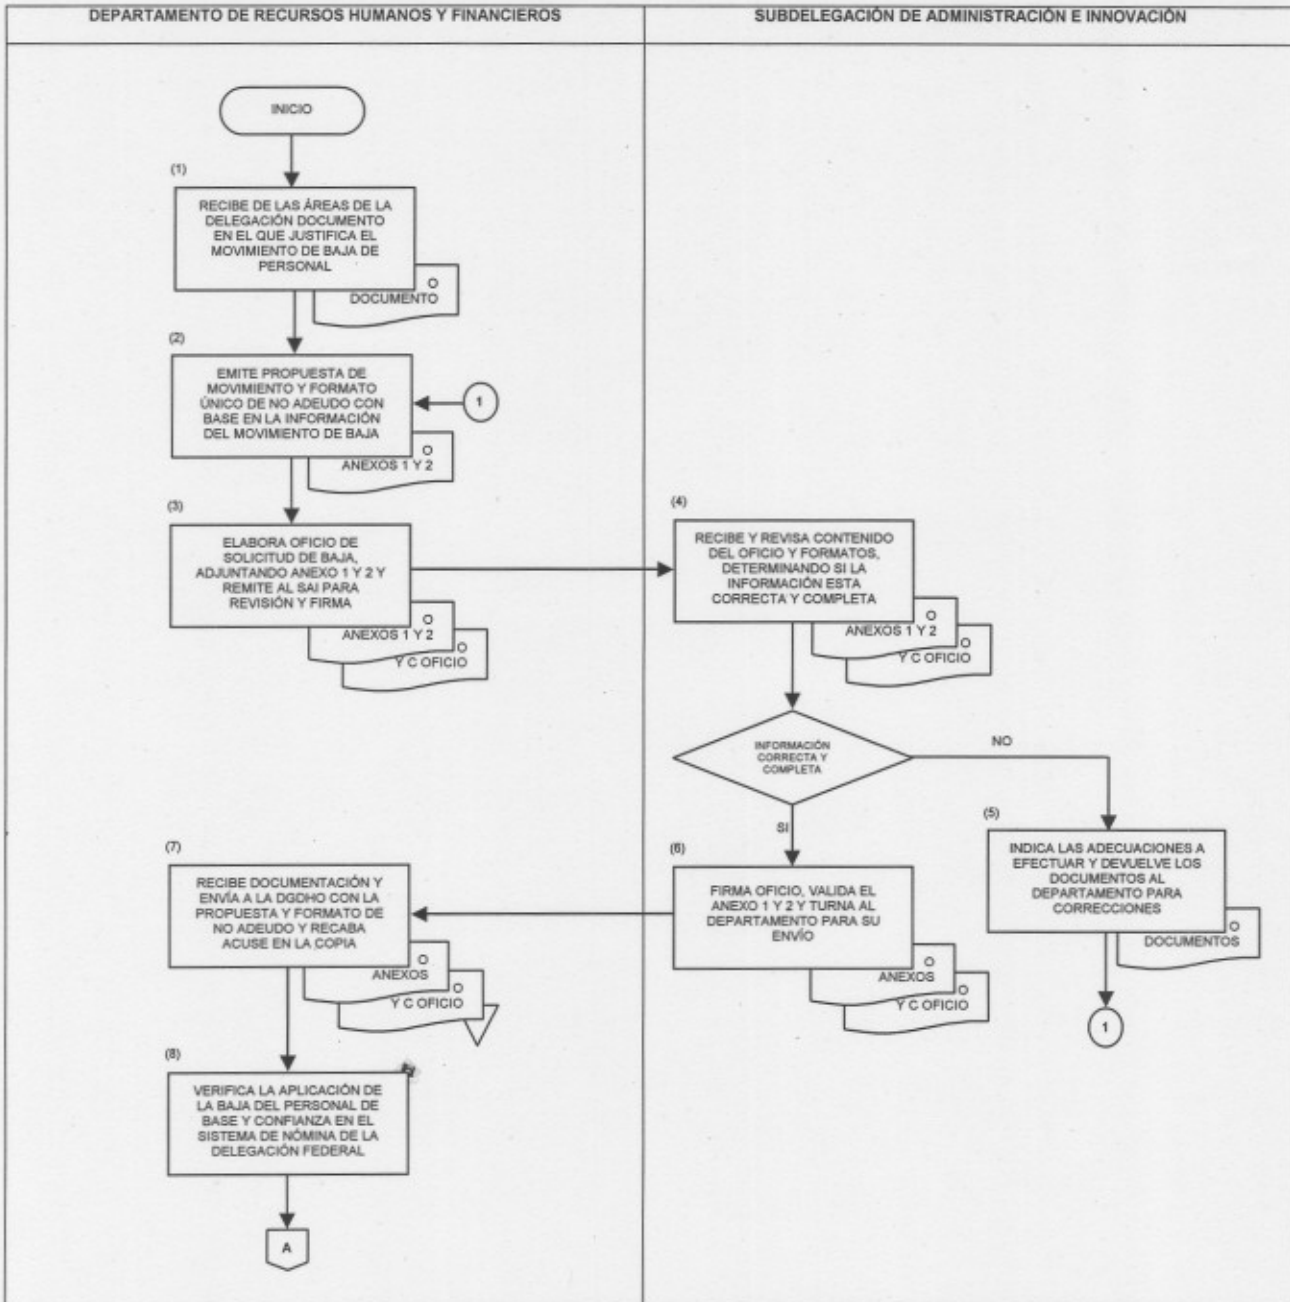 DEPARTAMENTO DE RECURSOS HUMANOS Y FINANCIEROS
SUBDELEGACIÓN DE ADMINISTRACIÓN E INNOVACIÓN
INICIO
(1)
RECIBE DE LAS ÁREAS DE LA
DELEGACIÓN DOCUMENTO
EN EL QUE JUSTIFICA EL
MOVIMIENTO DE BAJA DE
PERSONAL
O
DOCUMENTO
(2)
EMITE PROPUESTA DE
MOVIMIENTO Y FORMATO
ÚNICO DE NO ADEUDO CON
BASE EN LA INFORMACIÓN
DEL MOVIMIENTO DE BAJA
1
O
ANEXOS 1 Y 2
(3)
ELABORA OFICIO DE
SOLICITUD DE BAJA,
ADJUNTANDO ANEXO 1 Y 2 Y
REMITE AL SAI PARA
REVISIÓN Y FIRMA
O
ANEXOS 1 Y 2
O
Y C OFICIO
(4)
RECIBE Y REVISA CONTENIDO
DEL OFICIO Y FORMATOS,
DETERMINANDO SI LA
INFORMACIÓN ESTA
CORRECTA Y COMPLETA
O
ANEXOS 1 Y 2
O
Y C OFICIO
INFORMACIÓN
CORRECTA Y
COMPLETA
NO
SI
(5)
INDICA LAS ADECUACIONES A
EFECTUAR Y DEVUELVE LOS
DOCUMENTOS AL
DEPARTAMENTO PARA
CORRECCIONES
O
DOCUMENTOS
1
(6)
FIRMA OFICIO, VALIDA EL
ANEXO 1 Y 2 Y TURNA AL
DEPARTAMENTO PARA SU
ENVÍO
O
ANEXOS
O
Y C OFICIO
(7)
RECIBE DOCUMENTACIÓN Y
ENVÍA A LA DGDHO CON LA
PROPUESTA Y FORMATO DE
NO ADEUDO Y RECABA
ACUSE EN LA COPIA
O
ANEXOS
O
Y C OFICIO
(8)
VERIFICA LA APLICACIÓN DE
LA BAJA DEL PERSONAL DE
BASE Y CONFIANZA EN EL
SISTEMA DE NÓMINA DE LA
DELEGACIÓN FEDERAL
A